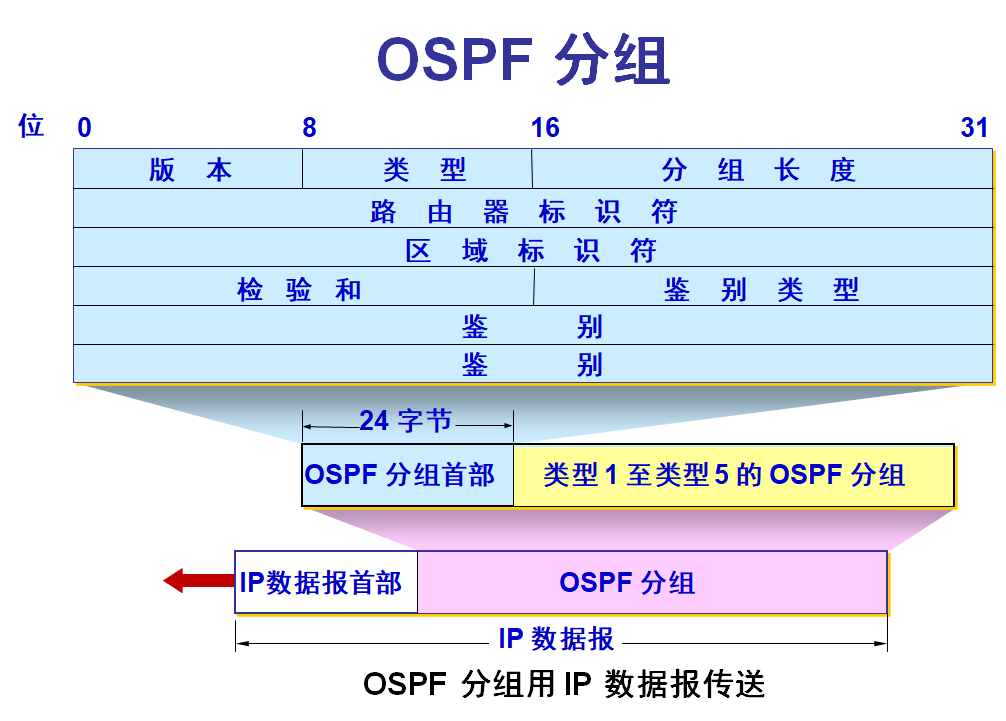 OSPF 分组
位 0 8 16 31
版 本 类 型 分 组 长 度
路 由 器 标 识 符
区 域 标 识 符
检 验 和 鉴 别 类 型
鉴 别
鉴 别
24 字节
OSPF 分组首部 类型 1 至类型 5 的 OSPF 分组
IP数据报首部 OSPF 分组
IP 数据报
OSPF 分组用 IP 数据报传送